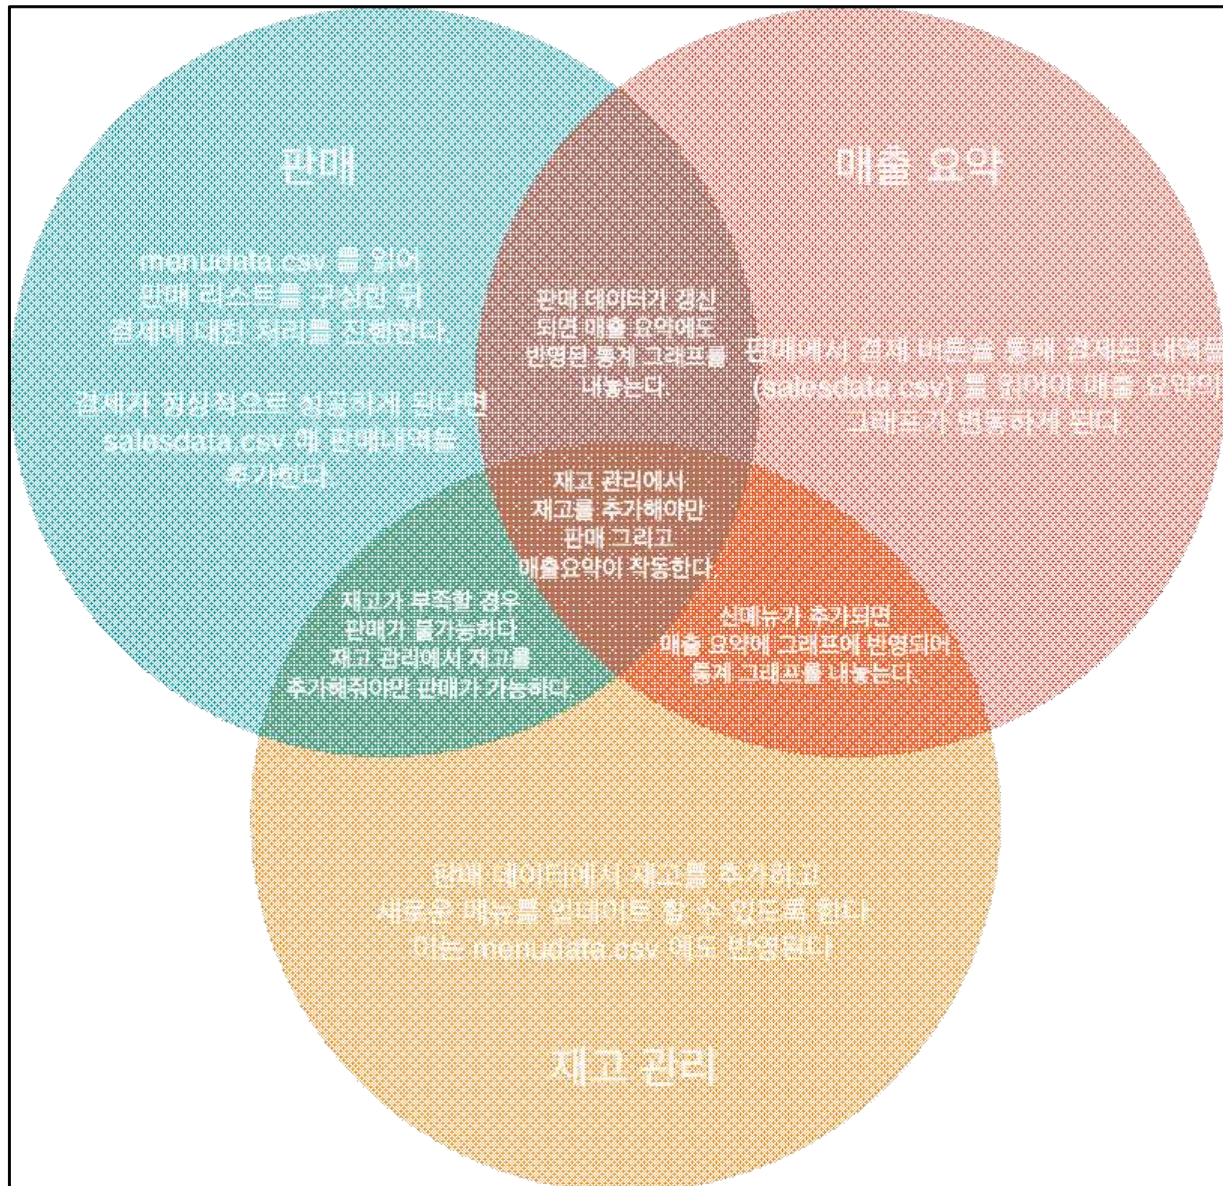 판매
menudata.csv 를 읽어
판매 리스트를 구성한 뒤
결제에 대한 처리를 진행한다.
결제가 정상적으로 성공하게 된다면
salesdata.csv 에 판매내역을
추가한다
매출 요약
판매에서 결제 버튼을 통해 결제된 내역들
(salesdata.csv) 를 읽어야 매출 요약의
그래프가 변동하게 된다
판매 데이터가 갱신
되면 매출 요약에도
반영된 통계 그래프를
내놓는다.
재고 관리에서
재고를 추가해야만
판매 그리고
매출요약이 작동한다.
재고가 부족할 경우
판매가 불가능하다
재고 관리에서 재고를
추가해줘야만 판매가 가능하다.
신메뉴가 추가되면
매출 요약에 그래프에 반영되어
통계 그래프를 내놓는다.
판매 데이터에서 재고를 추가하고
새로운 메뉴를 업데이트 할 수 있도록 한다
이는 menudata.csv 에도 반영된다
재고 관리